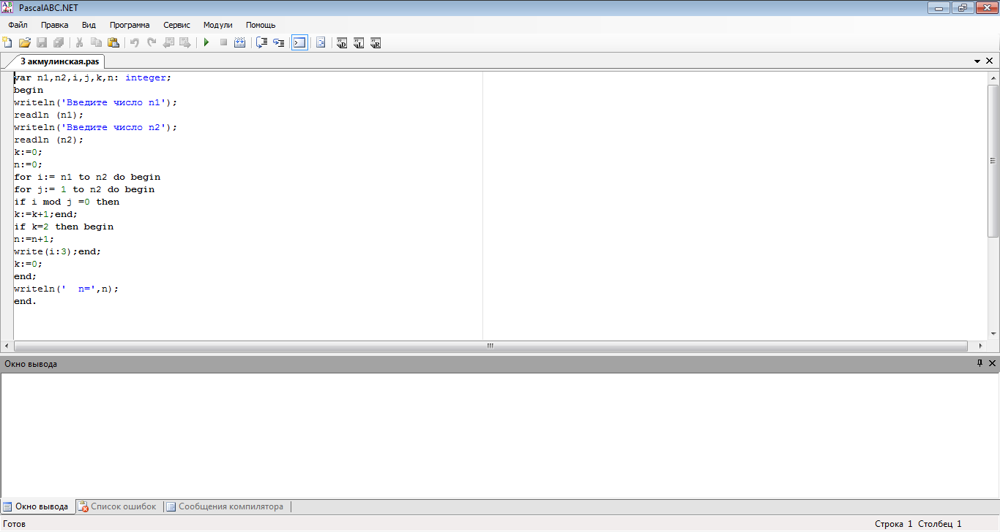 PascalABC.NET
Файл Правка Вид Программа Сервис Модули Помощь
3 акмулинская.pas
var n1,n2,i,j,k,n: integer;
begin
writeln('Введите число n1');
readln (n1);
writeln('Введите число n2');
readln (n2);
k:=0;
n:=0;
for i:= n1 to n2 do begin
for j:= 1 to n2 do begin
if i mod j =0 then
k:=k+1;end;
if k=2 then begin
n:=n+1;
write(i:3);end;
k:=0;
end;
writeln('  n=',n);
end.
Окно вывода
Окно вывода Список ошибок Сообщения компилятора
Готов Строка 1 Столбец 1